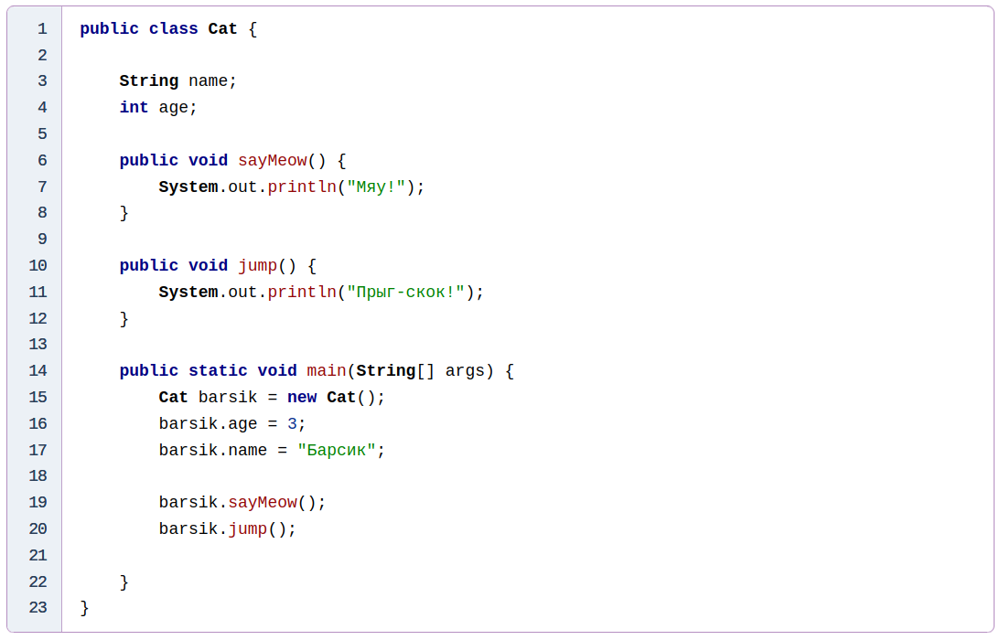 1 public class Cat {
2
3     String name;
4     int age;
5
6     public void sayMeow() {
7         System.out.println("Мяу!");
8     }
9
10     public void jump() {
11         System.out.println("Прыг-скок!");
12     }
13
14     public static void main(String[] args) {
15         Cat barsik = new Cat();
16         barsik.age = 3;
17         barsik.name = "Барсик";
18
19         barsik.sayMeow();
20         barsik.jump();
21
22     }
23 }